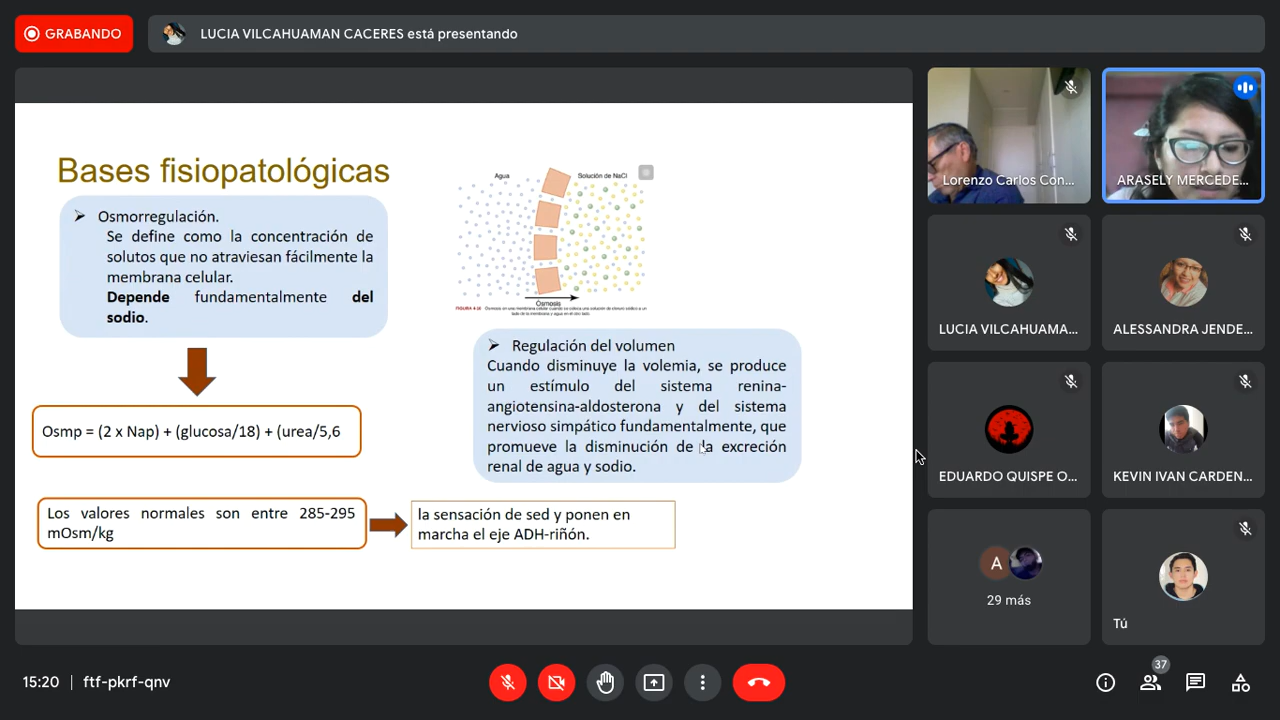 GRABANDO
LUCIA VILCAHUAMAN CACERES está presentando
Bases fisiopatológicas
Osmorregulación.
Se define como la concentración de
solutos que no atraviesan fácilmente la
membrana celular.
Depende fundamentalmente del
sodio.
Osmp = (2 x Nap) + (glucosa/18) + (urea/5,6
Los valores normales son entre 285-295
mOsm/kg
la sensación de sed y ponen en
marcha el eje ADH-riñón.
Agua
Solución de NaCl
Ósmosis
Regulación del volumen
Cuando disminuye la volemia, se produce
un estímulo del sistema renina-
angiotensina-aldosterona y del sistema
nervioso simpático fundamentalmente, que
promueve la disminución de la excreción
renal de agua y sodio.
Lorenzo Carlos Con...
ARASELY MERCEDE...
LUCIA VILCAHUAMA...
ALESSANDRA JENDE...
EDUARDO QUISPE O...
KEVIN IVAN CARDEN...
A
29 más
Tú
15:20 | ftf-pkrf-qnv
37